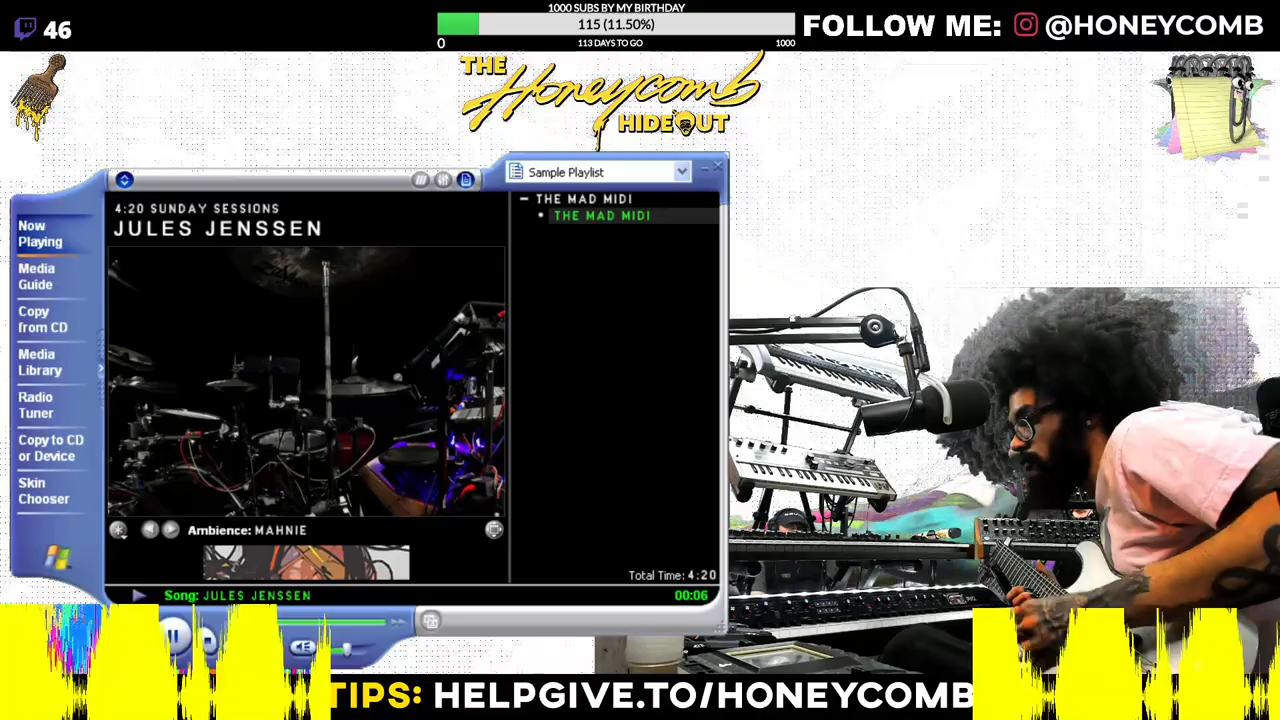 46
1000 SUBS BY MY BIRTHDAY
115 (11.50%)
0
113 DAYS TO GO
1000
FOLLOW ME: @HONEYCOMB
THE
Honeycomb
HIDEOUT
Sample Playlist
4:20 SUNDAY SESSIONS
JULES JENSSEN
THE MAD MIDI
THE MAD MIDI
Now
Playing
Media
Guide
Copy
from CD
Media
Library
Radio
Tuner
Copy to CD
or Device
Skin
Chooser
Ambience: MAHNIE
Total Time: 4:20
Song: JULES JENSSEN
00:06
TIPS: HELPGIVE.TO/HONEYCOMB